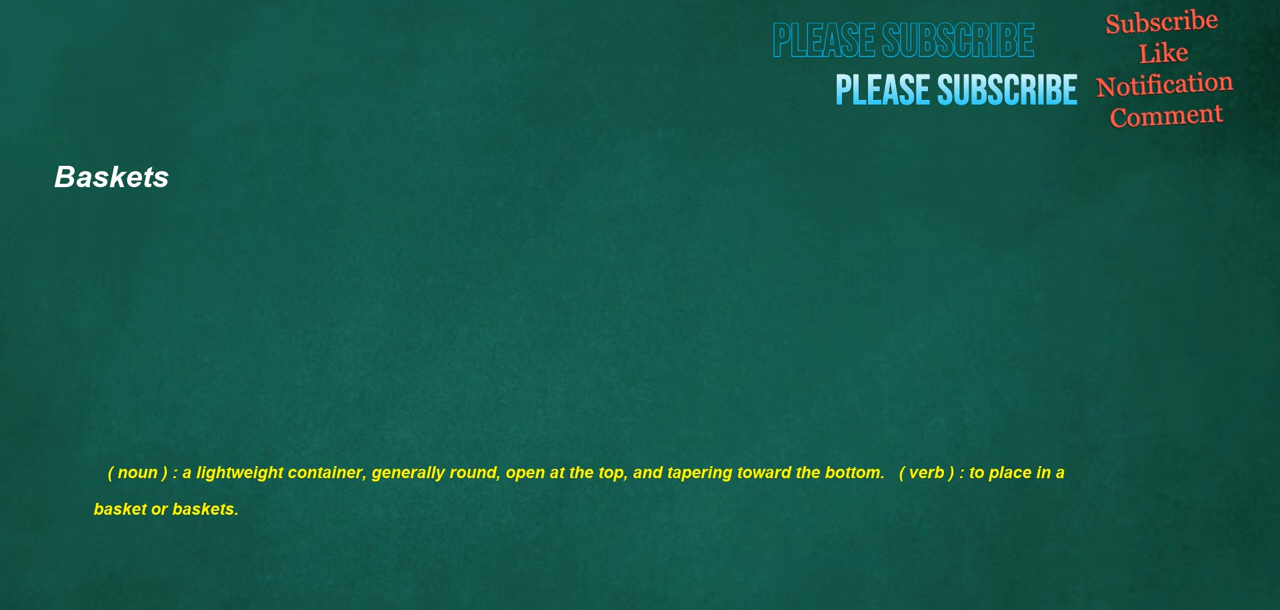 PLEASE SUBSCRIBE
PLEASE SUBSCRIBE
Subscribe
Like
Notification
Comment
Baskets
( noun ) : a lightweight container, generally round, open at the top, and tapering toward the bottom. ( verb ) : to place in a
basket or baskets.